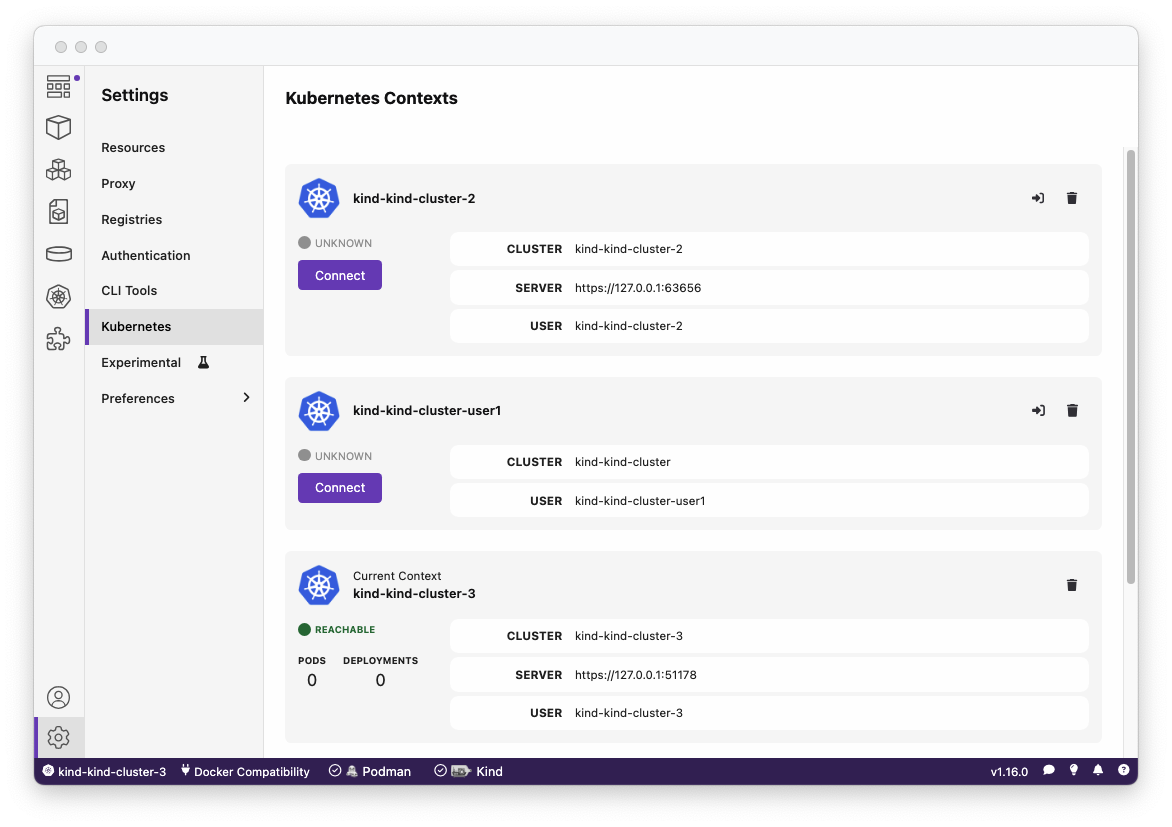 Settings
Resources
Proxy
Registries
Authentication
CLI Tools
Kubernetes
Experimental
Preferences
Kubernetes Contexts
kind-kind-cluster-2
UNKNOWN
Connect
CLUSTER kind-kind-cluster-2
SERVER https://127.0.0.1:63656
USER kind-kind-cluster-2
kind-kind-cluster-user1
UNKNOWN
Connect
CLUSTER kind-kind-cluster
USER kind-kind-cluster-user1
Current Context
kind-kind-cluster-3
REACHABLE
PODS DEPLOYMENTS
0 0
CLUSTER kind-kind-cluster-3
SERVER https://127.0.0.1:51178
USER kind-kind-cluster-3
kind-kind-cluster-3 Docker Compatibility Podman Kind v1.16.0